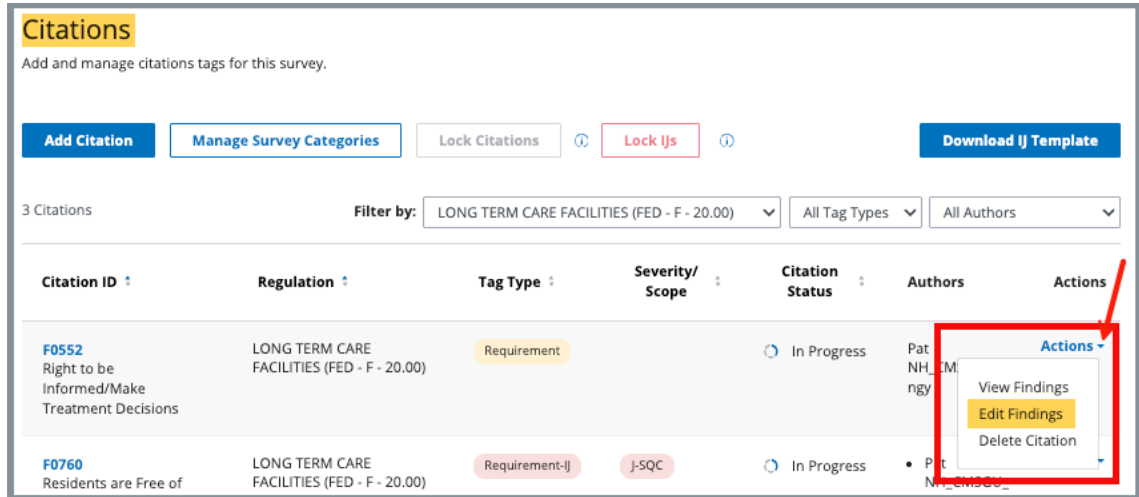 Citations
Add and manage citations tags for this survey.
Add Citation Manage Survey Categories Lock Citations Lock IJs Download IJ Template
3 Citations Filter by: LONG TERM CARE FACILITIES (FED - F - 20.00) All Tag Types All Authors
Citation ID Regulation Tag Type Severity/ Scope Citation Status Authors Actions
F0552 LONG TERM CARE Requirement In Progress Pat Actions
Right to be FACILITIES (FED - F - 20.00)
Informed/Make ngy View Findings
Treatment Decisions Edit Findings
Delete Citation
F0760 LONG TERM CARE Requirement-IJ J-SQC In Progress
Residents are Free of FACILITIES (FED - F - 20.00)